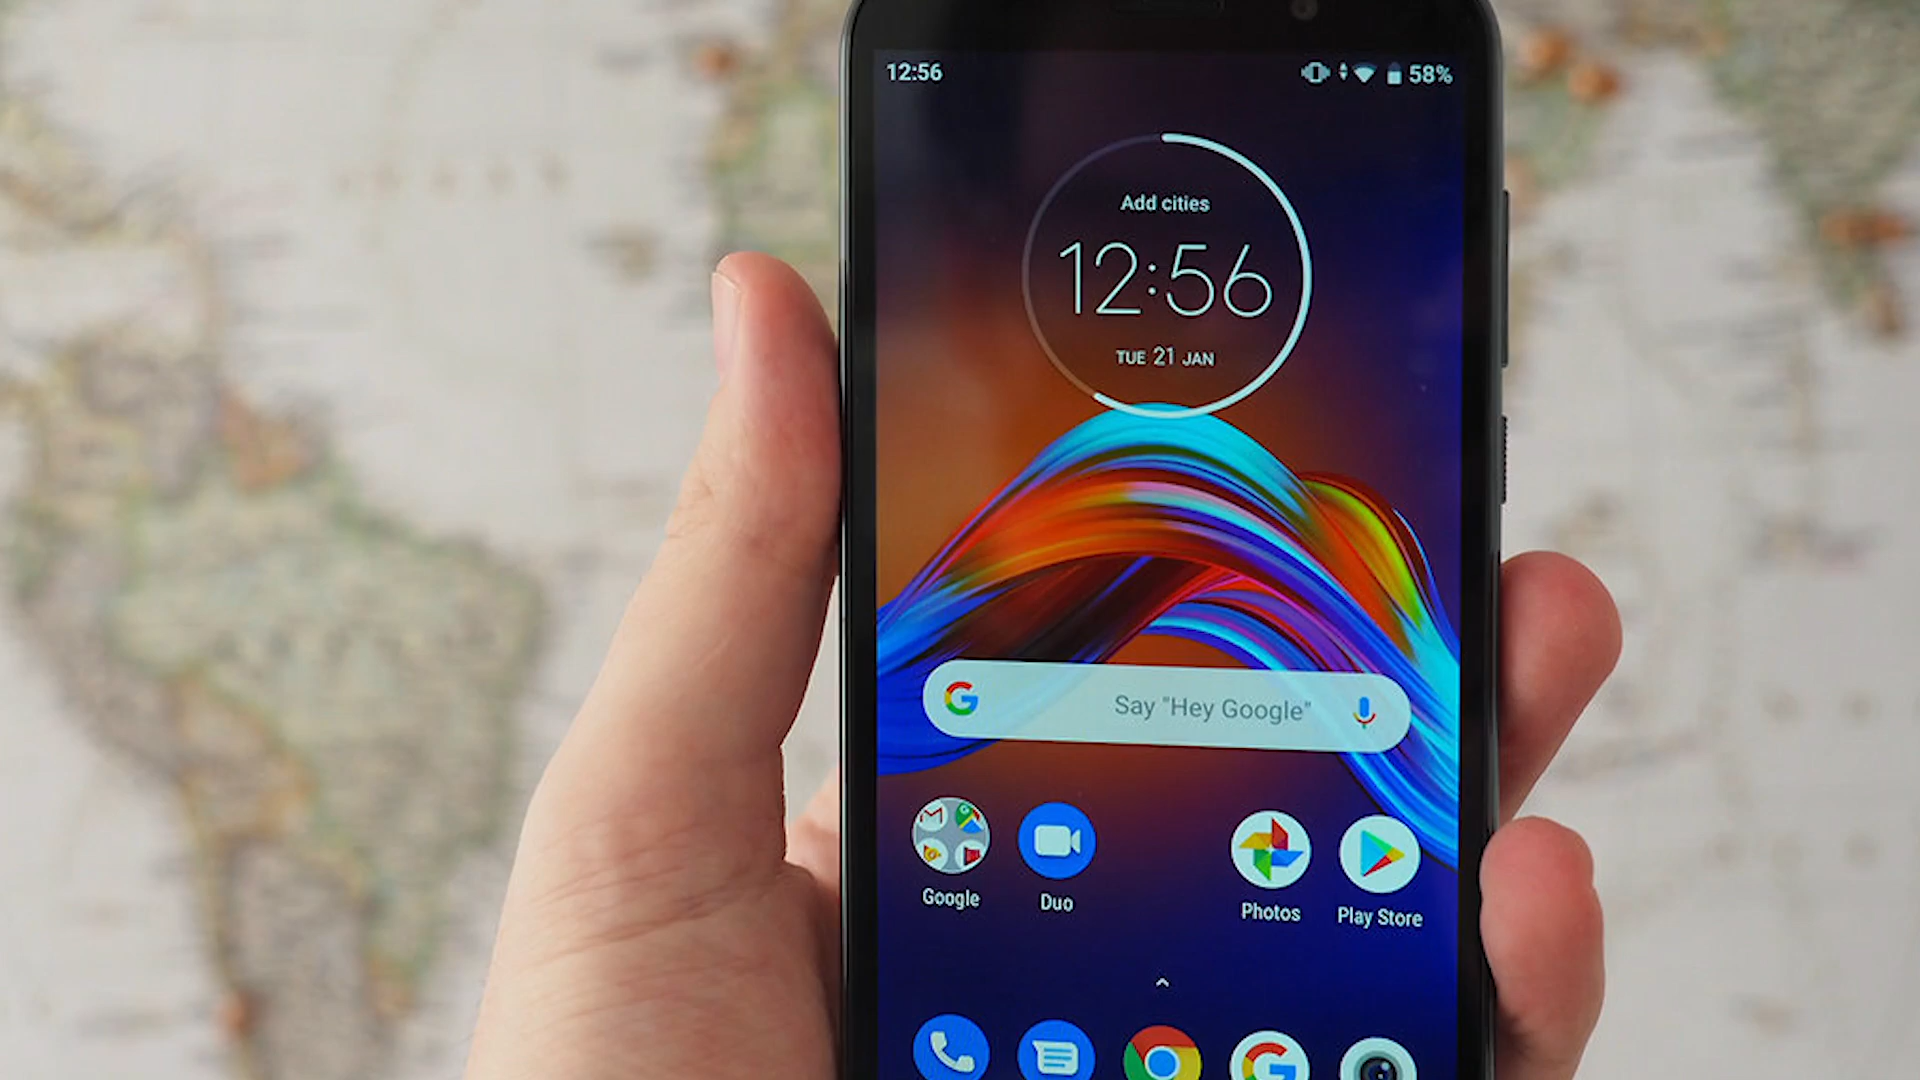 12:56
58%
Add cities
12:56
TUE 21 JAN
Say "Hey Google"
Google
Duo
Photos
Play Store